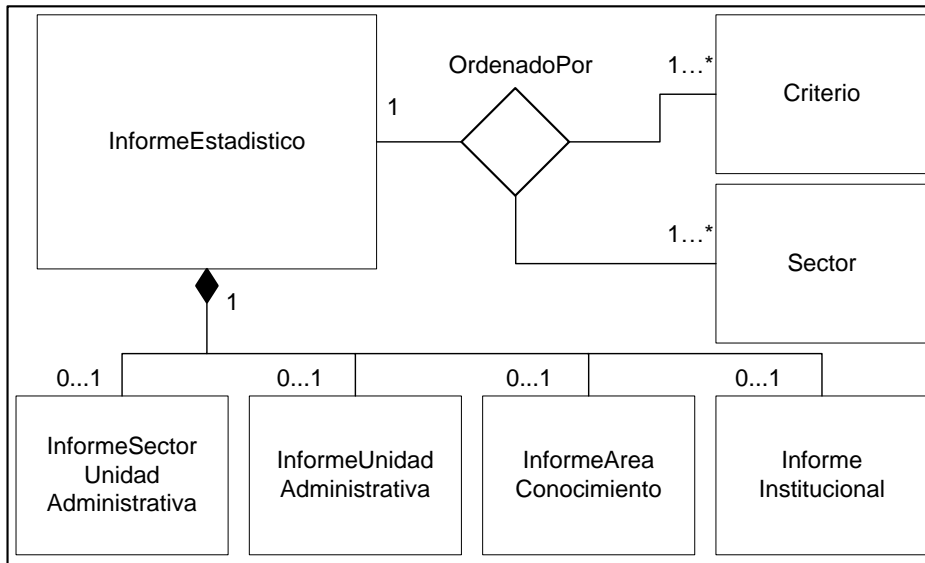 OrdenadoPor
1...*
Criterio
1
InformeEstadistico
1...*
Sector
1
0...1
0...1
0...1
0...1
InformeSector
Unidad
Administrativa
InformeUnidad
Administrativa
InformeArea
Conocimiento
Informe
Institucional